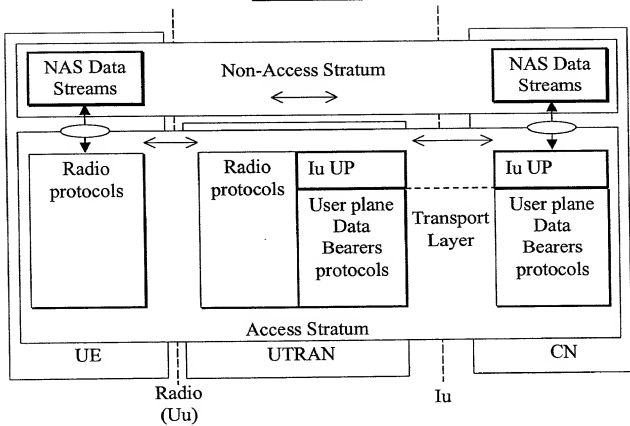 NAS Data
Streams
Non-Access Stratum
NAS Data
Streams
Radio
protocols
Radio
protocols
Iu UP
User plane
Data
Bearers
protocols
Transport
Layer
Iu UP
User plane
Data
Bearers
protocols
Access Stratum
UE
UTRAN
CN
Radio
(Uu)
Iu